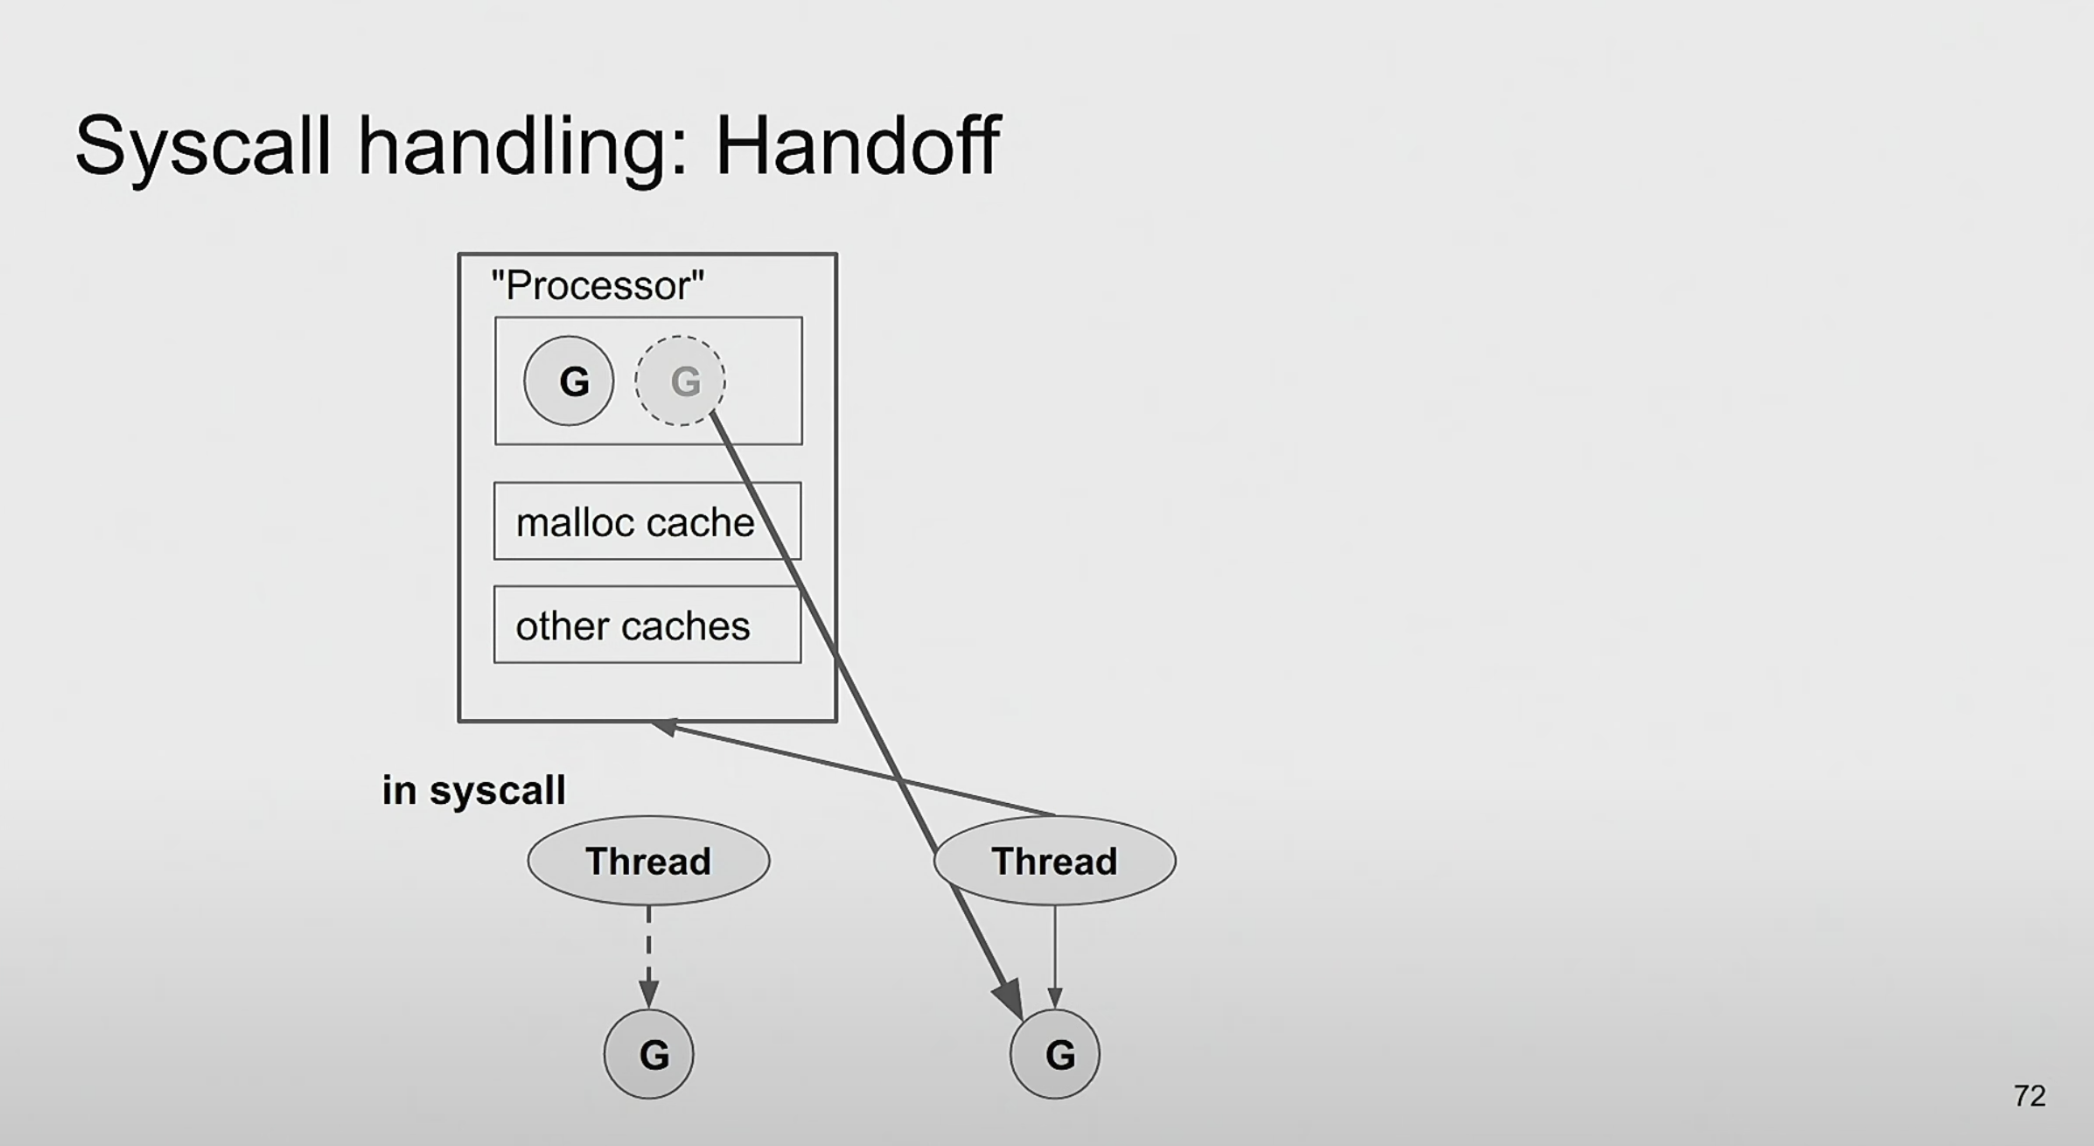 Syscall handling: Handoff
"Processor"
G G
malloc cache
other caches
in syscall
Thread Thread
G G
72